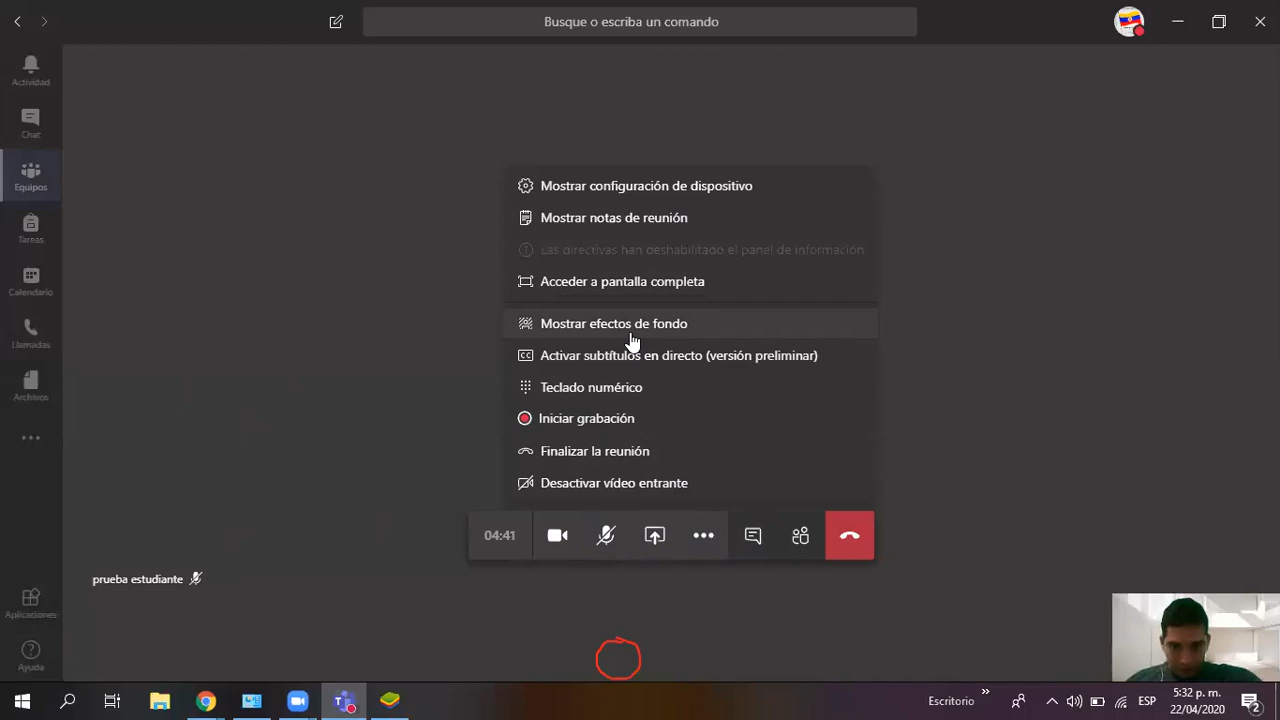 Busque o escriba un comando
Actividad
Chat
Equipos
Tareas
Calendario
Llamadas
Archivos
Aplicaciones
Ayuda
Mostrar configuración de dispositivo
Mostrar notas de reunión
Las directivas han deshabilitado el panel de información
Acceder a pantalla completa
Mostrar efectos de fondo
CC Activar subtítulos en directo (versión preliminar)
Teclado numérico
Iniciar grabación
Finalizar la reunión
Desactivar vídeo entrante
04:41
prueba estudiante
Escritorio
ESP
5:32 p. m.
22/04/2020
2